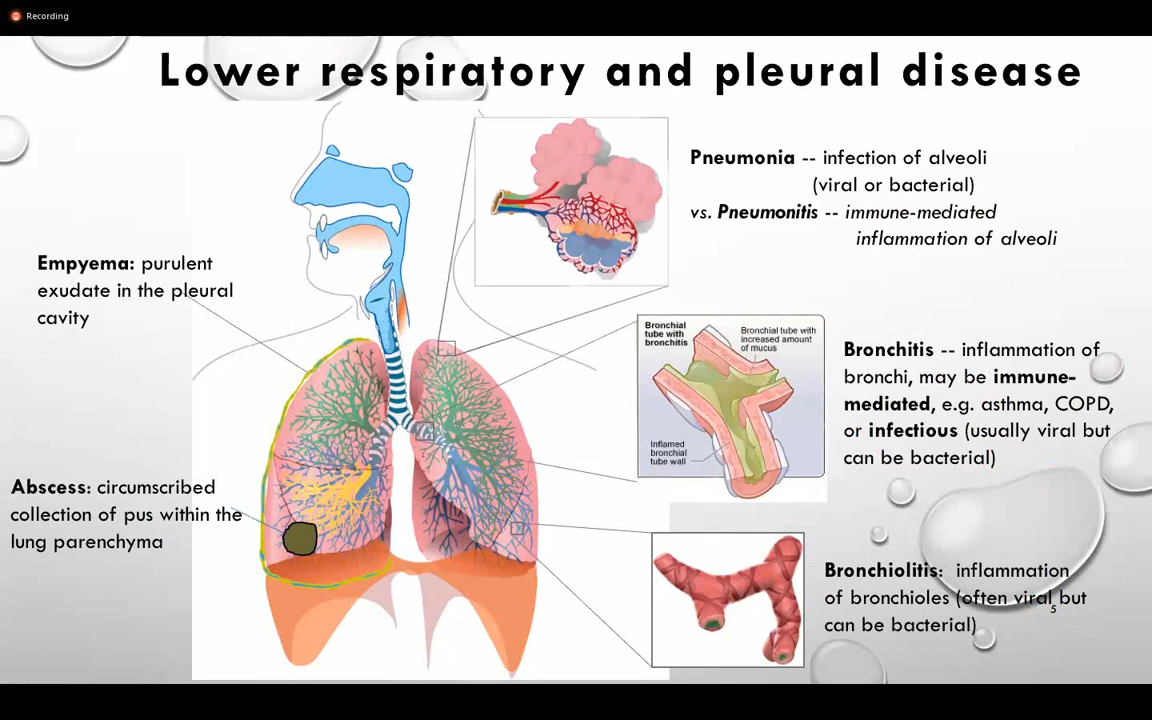 Recording
Lower respiratory and pleural disease
Pneumonia -- infection of alveoli
(viral or bacterial)
vs. Pneumonitis -- immune-mediated
inflammation of alveoli
Empyema: purulent
exudate in the pleural
cavity
Bronchial
tube with
bronchitis
Bronchial tube with
increased amount
of mucus
Inflamed
bronchial
tube wall
Bronchitis -- inflammation of
bronchi, may be immune-
mediated, e.g. asthma, COPD,
or infectious (usually viral but
can be bacterial)
Abscess: circumscribed
collection of pus within the
lung parenchyma
Bronchiolitis: inflammation
of bronchioles (often viral but
can be bacterial)
5